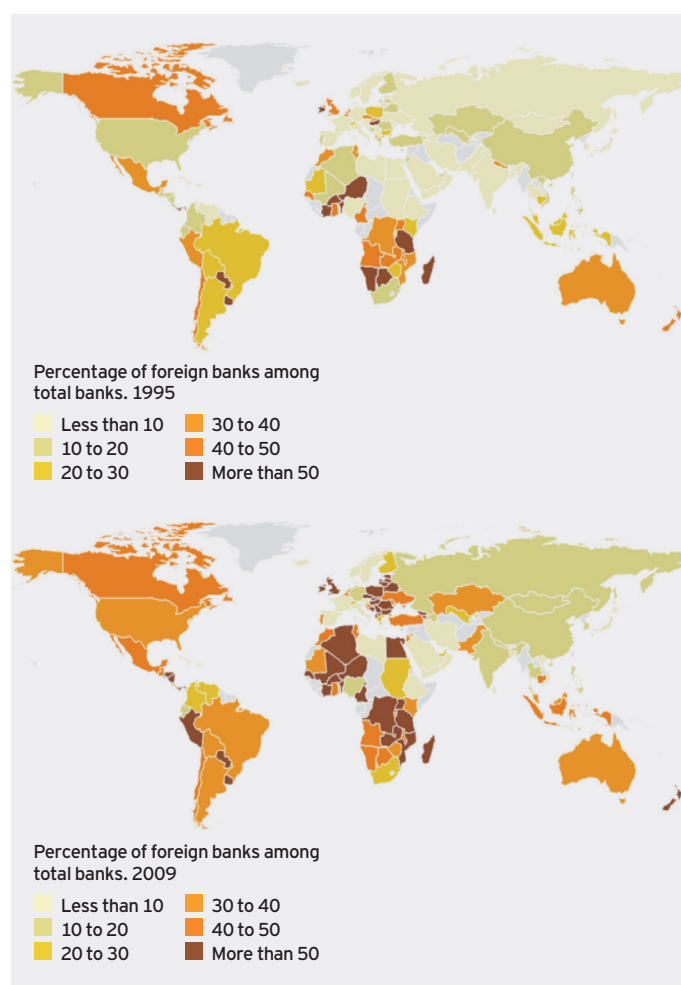 Percentage of foreign banks among
total banks. 1995
Less than 10
30 to 40
10 to 20
40 to 50
20 to 30
More than 50
Percentage of foreign banks among
total banks. 2009
Less than 10
30 to 40
10 to 20
40 to 50
20 to 30
More than 50